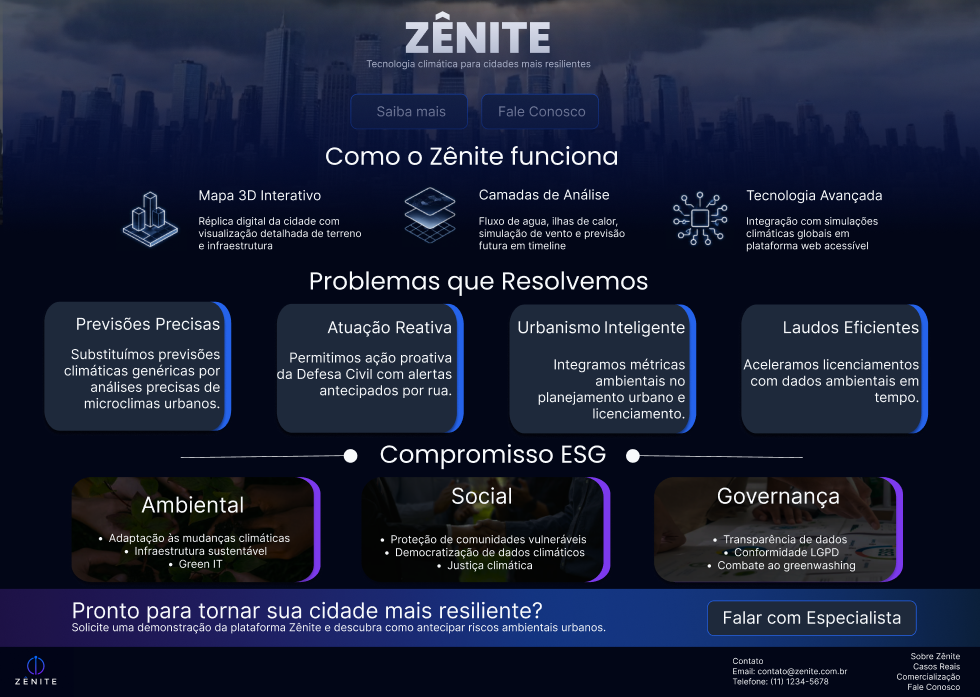 ZÊNITE
Tecnologia climática para cidades mais resilientes
Saiba mais
Fale Conosco
Como o Zênite funciona
Mapa 3D Interativo
Réplica digital da cidade com
visualização detalhada de terreno
e infraestrutura
Camadas de Análise
Fluxo de agua, ilhas de calor,
simulação de vento e previsão
futura em timeline
Tecnologia Avançada
Integração com simulações
climáticas globais em
plataforma web acessível
Problemas que Resolvemos
Previsões Precisas
Substituímos previsões
climáticas genéricas por
análises precisas de
microclimas urbanos.
Atuação Reativa
Permitimos ação proativa
da Defesa Civil com alertas
antecipados por rua.
Urbanismo Inteligente
Integramos métricas
ambientais no
planejamento urbano e
licenciamento.
Laudos Eficientes
Aceleramos licenciamentos
com dados ambientais em
tempo.
Compromisso ESG
Ambiental
• Adaptação às mudanças climáticas
• Infraestrutura sustentável
• Green IT
Social
• Proteção de comunidades vulneráveis
• Democratização de dados climáticos
• Justiça climática
Governança
• Transparência de dados
• Conformidade LGPD
• Combate ao greenwashing
Pronto para tornar sua cidade mais resiliente?
Solicite uma demonstração da plataforma Zênite e descubra como antecipar riscos ambientais urbanos.
Falar com Especialista
ZÊNITE
Contato
Email: contato@zenite.com.br
Telefone: (11) 1234-5678
Sobre Zênite
Casos Reais
Comercialização
Fale Conosco